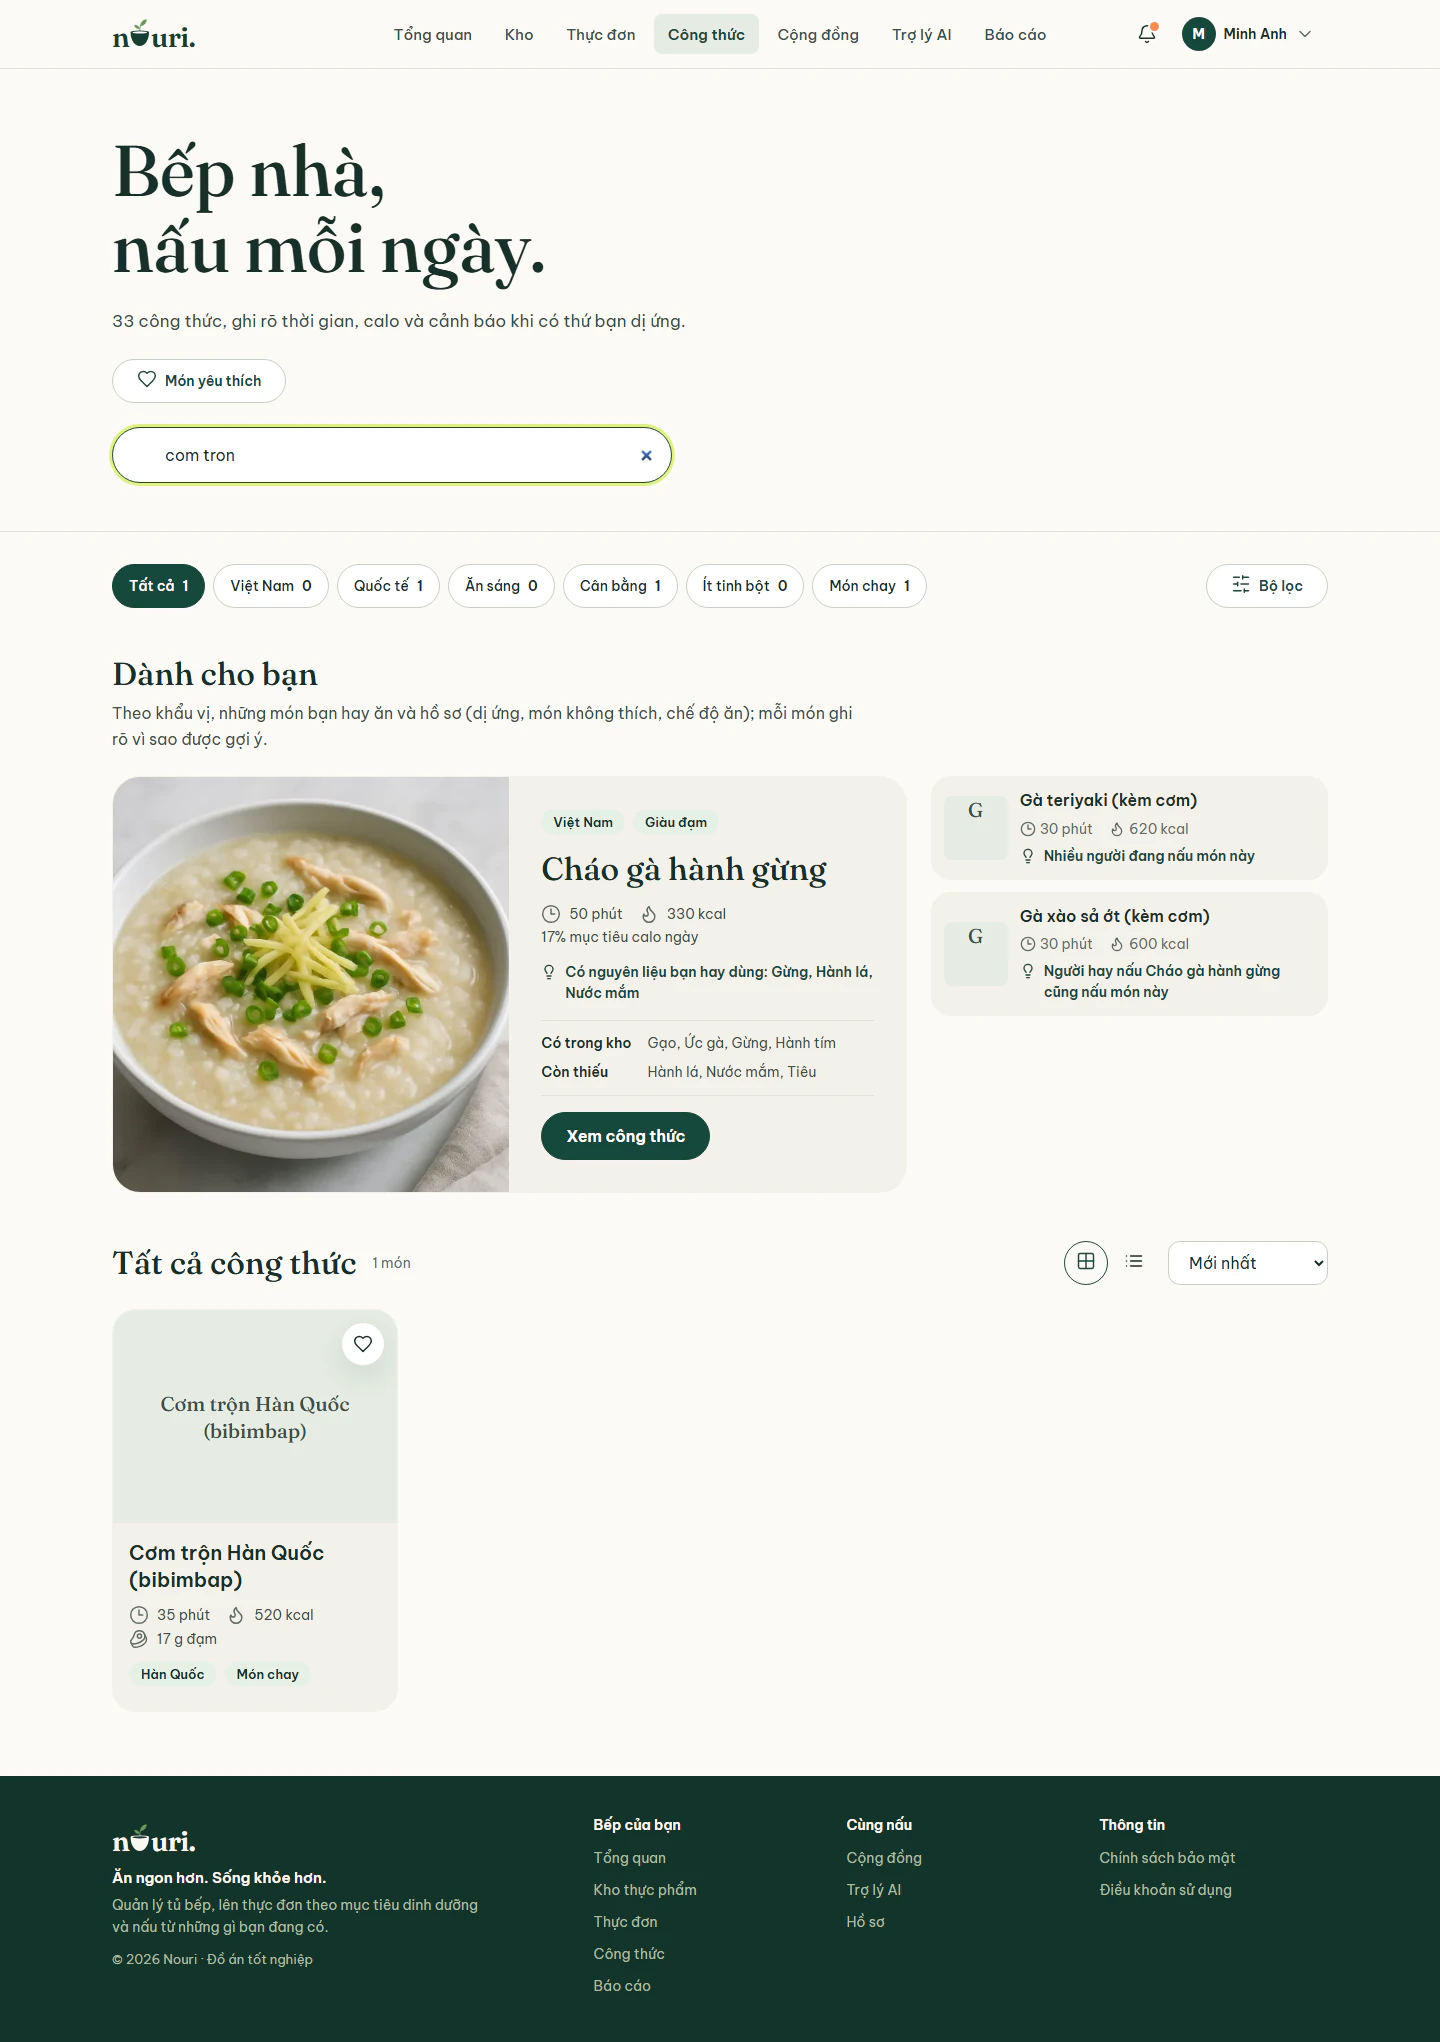 nuri.
Tổng quan
Kho
Thực đơn
Công thức
Cộng đồng
Trợ lý AI
Báo cáo
M
Minh Anh
Bếp nhà,
nấu mỗi ngày.
33 công thức, ghi rõ thời gian, calo và cảnh báo khi có thứ bạn dị ứng.
Món yêu thích
com tron
Tất cả 1
Việt Nam 0
Quốc tế 1
Ăn sáng 0
Cân bằng 1
Ít tinh bột 0
Món chay 1
Bộ lọc
Dành cho bạn
Theo khẩu vị, những món bạn hay ăn và hồ sơ (dị ứng, món không thích, chế độ ăn); mỗi món ghi
rõ vì sao được gợi ý.
Việt Nam
Giàu đạm
Cháo gà hành gừng
50 phút
330 kcal
17% mục tiêu calo ngày
Có nguyên liệu bạn hay dùng: Gừng, Hành lá,
Nước mắm
Có trong kho Gạo, Ức gà, Gừng, Hành tím
Còn thiếu Hành lá, Nước mắm, Tiêu
Xem công thức
G
Gà teriyaki (kèm cơm)
30 phút
620 kcal
Nhiều người đang nấu món này
G
Gà xào sả ớt (kèm cơm)
30 phút
600 kcal
Người hay nấu Cháo gà hành gừng
cũng nấu món này
Tất cả công thức
1 món
Mới nhất
Cơm trộn Hàn Quốc
(bibimbap)
Cơm trộn Hàn Quốc
(bibimbap)
35 phút
520 kcal
17 g đạm
Hàn Quốc
Món chay
nuri.
Ăn ngon hơn. Sống khỏe hơn.
Quản lý tủ bếp, lên thực đơn theo mục tiêu dinh dưỡng
và nấu từ những gì bạn đang có.
© 2026 Nouri · Đồ án tốt nghiệp
Bếp của bạn
Tổng quan
Kho thực phẩm
Thực đơn
Công thức
Báo cáo
Cùng nấu
Cộng đồng
Trợ lý AI
Hồ sơ
Thông tin
Chính sách bảo mật
Điều khoản sử dụng